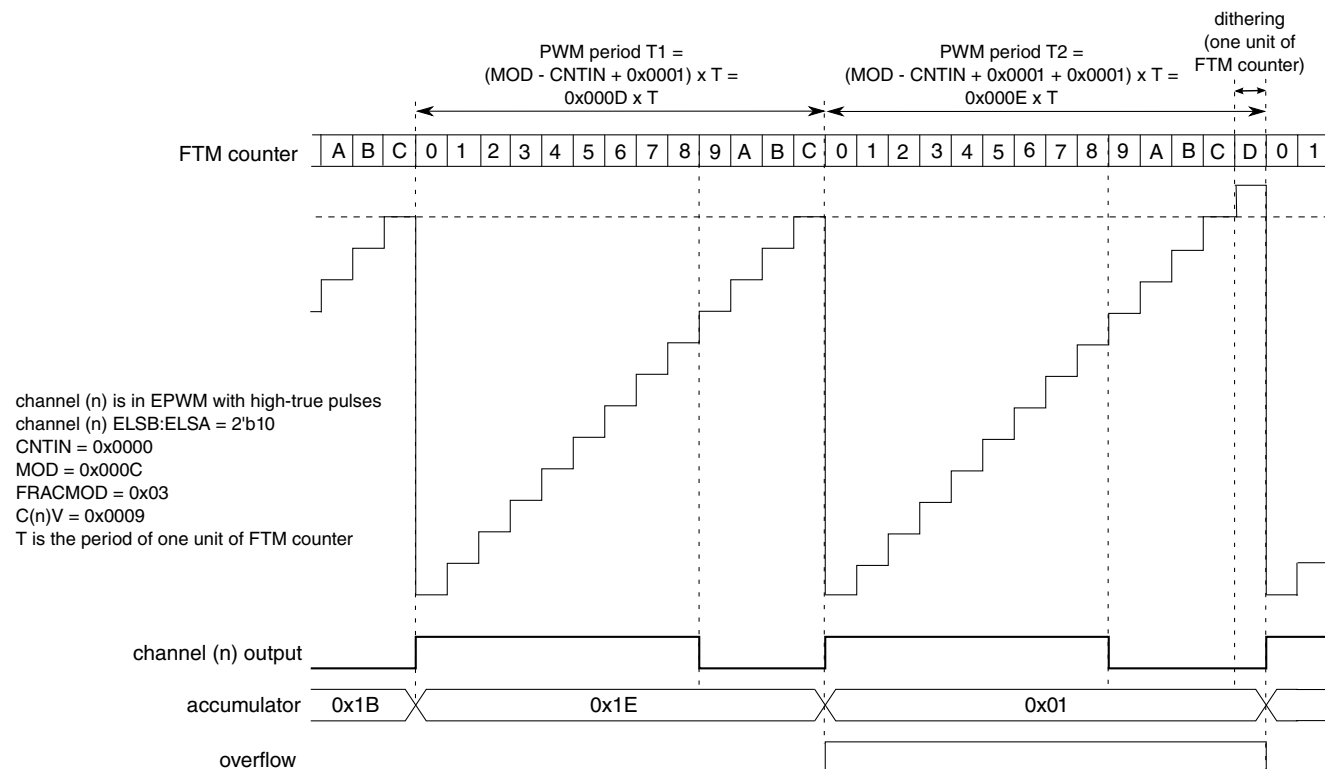 dithering
(one unit of
FTM counter)
PWM period T1 =
(MOD - CNTIN + 0x0001) x T =
0x000D x T
PWM period T2 =
(MOD - CNTIN + 0x0001 + 0x0001) x T =
0x000E x T
FTM counter A B C 0 1 2 3 4 5 6 7 8 9 A B C 0 1 2 3 4 5 6 7 8 9 A B C D 0 1
channel (n) is in EPWM with high-true pulses
channel (n) ELSB:ELSA = 2'b10
CNTIN = 0x0000
MOD = 0x000C
FRACMOD = 0x03
C(n)V = 0x0009
T is the period of one unit of FTM counter
channel (n) output
accumulator 0x1B 0x1E 0x01
overflow